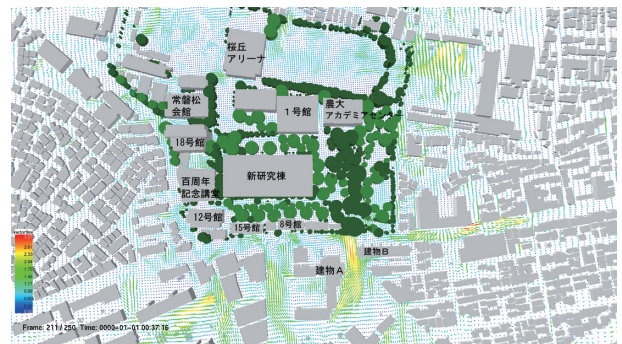 桜丘
アリーナ
常磐松
会館
1号館
農大
アカデミアセンター
18号館
新研究棟
百周年
記念講堂
12号館
15号館
8号館
建物B
建物A
Frame: 211 / 250 Time: 0000-01-01 00:37:16